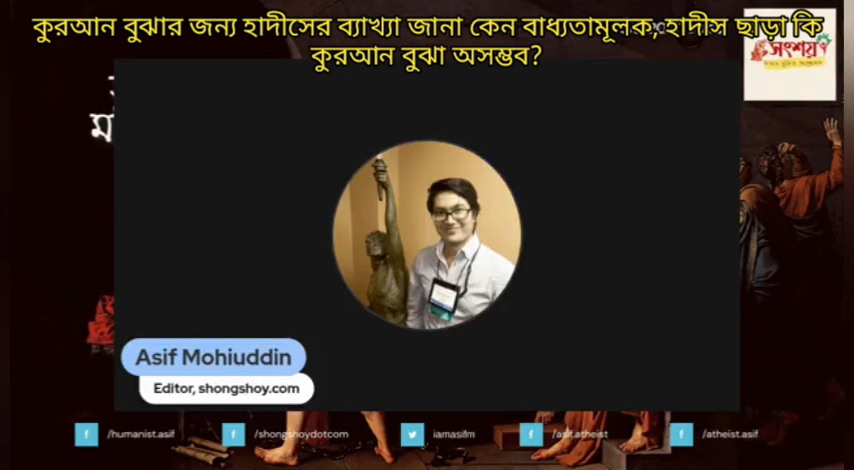 কুরআন বুঝার জন্য হাদীসের ব্যাখ্যা জানা কেন বাধ্যতামূলক, হাদীস ছাড়া কি
কুরআন বুঝা অসম্ভব?
সংশয়
Asif Mohiuddin
Editor, shongshoy.com
/humanist.asif
/shongshoydotcom
iamasifm
/asif.atheist
/atheist.asif